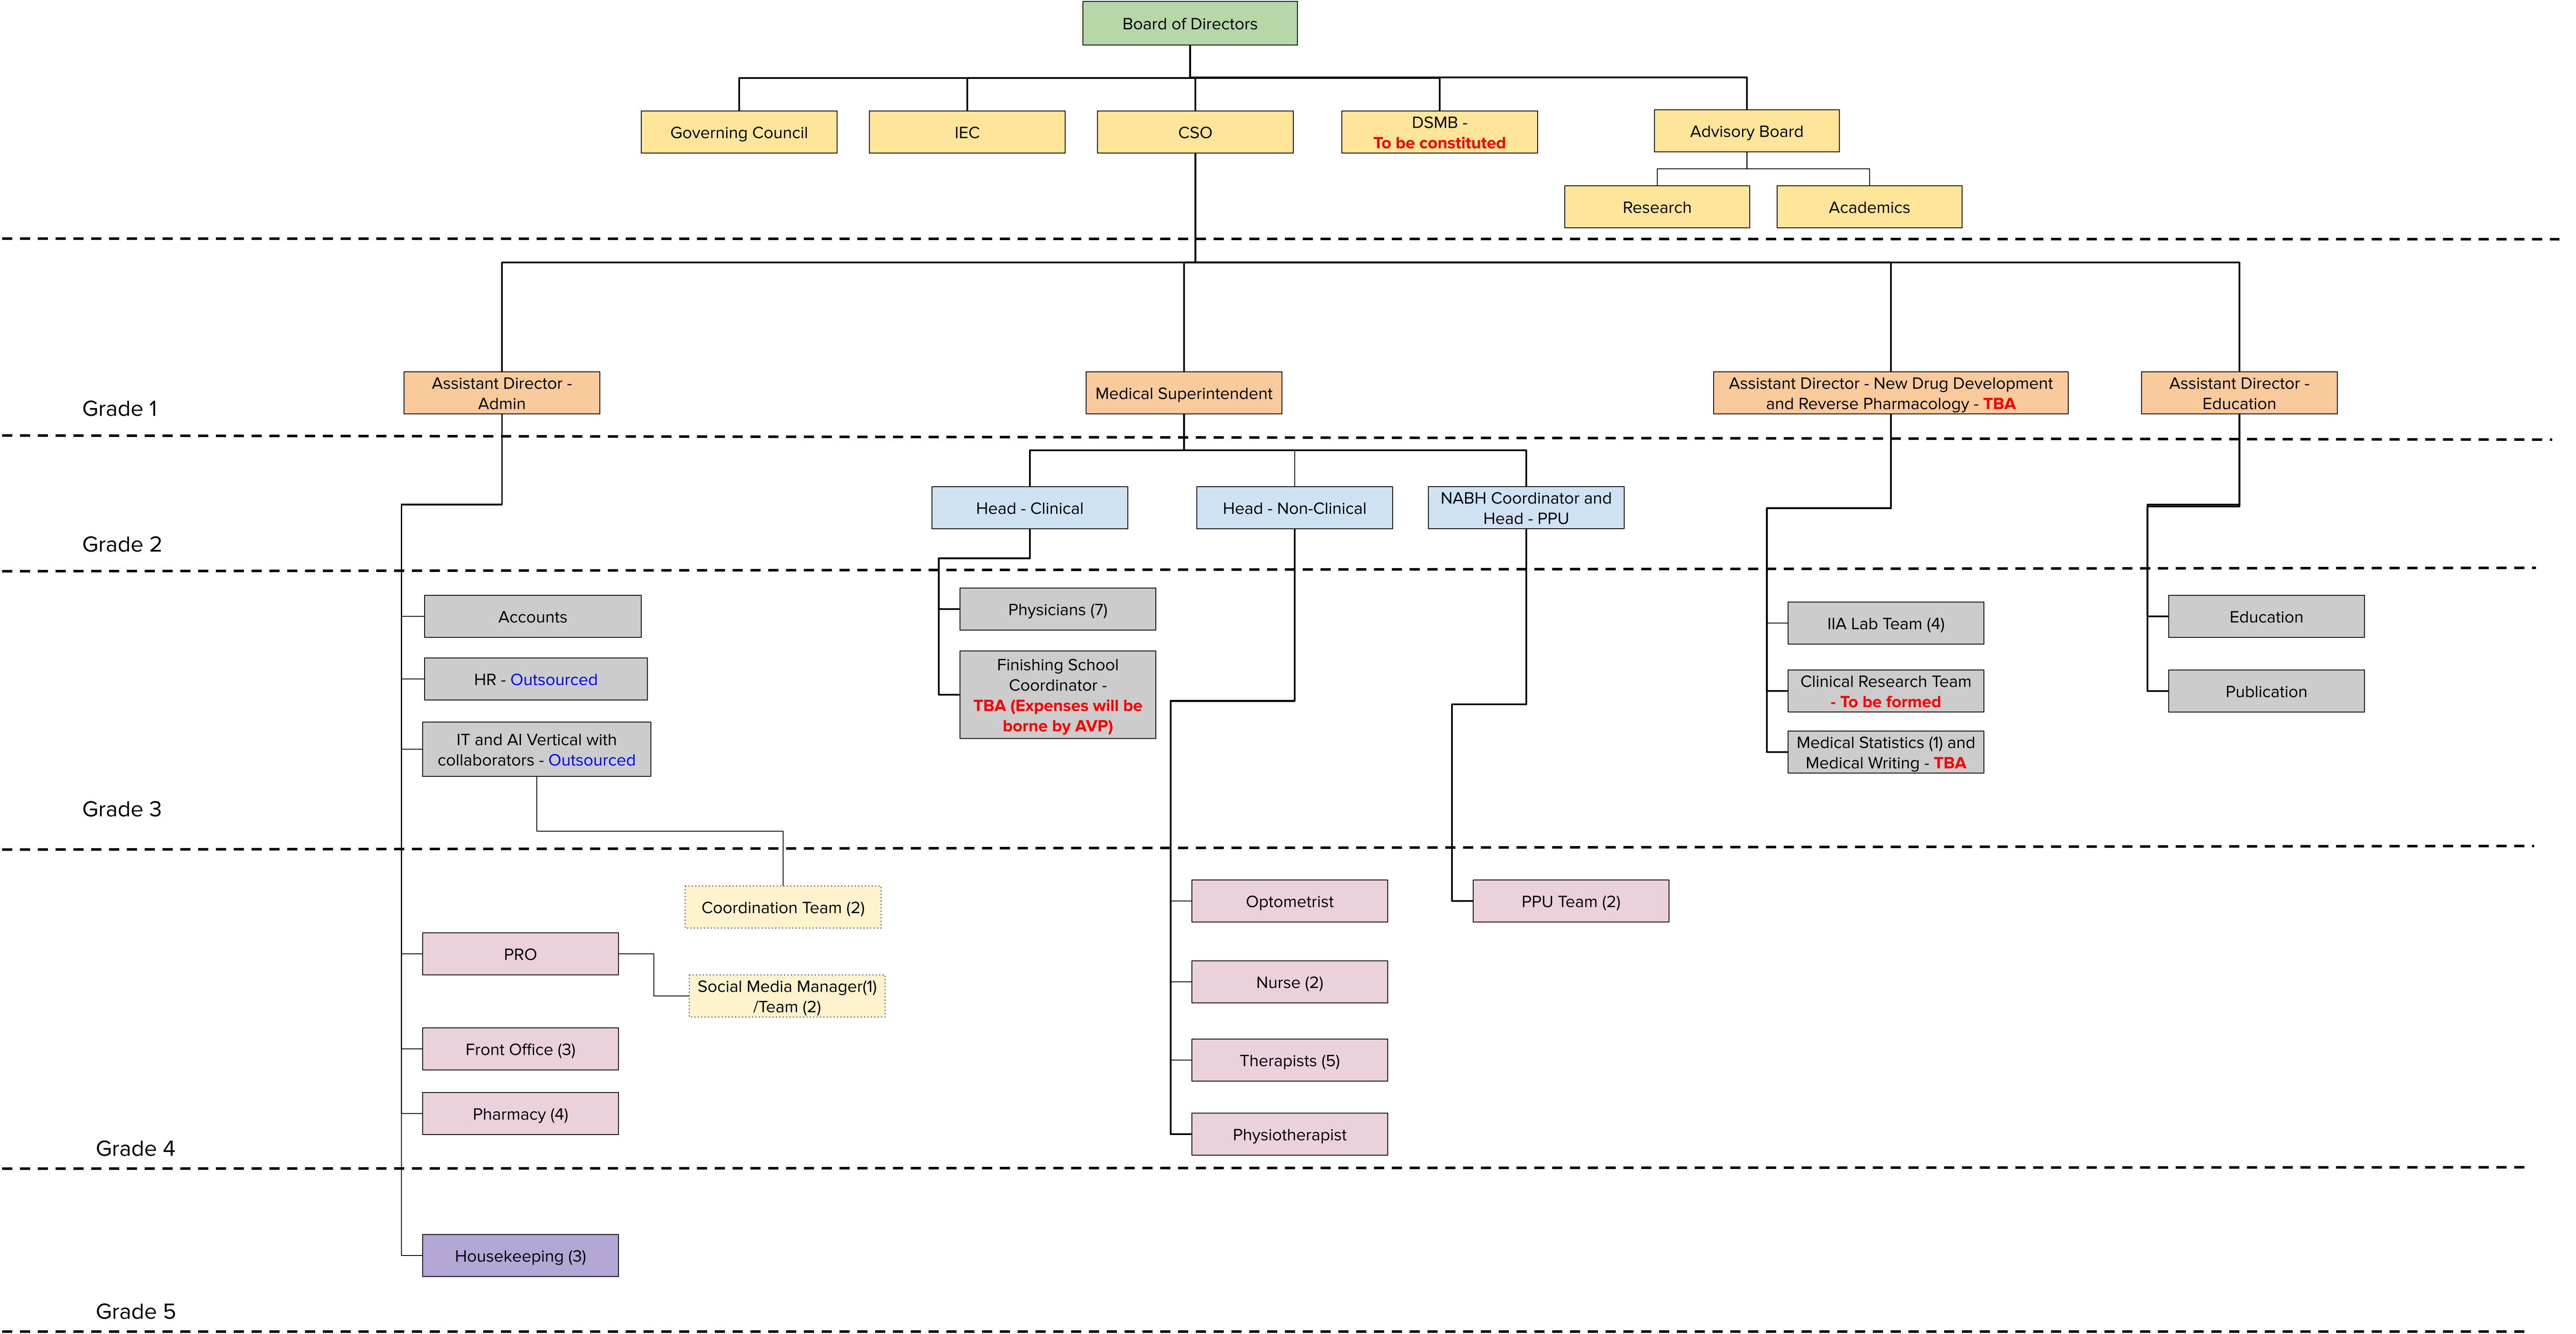 Board of Directors
Governing Council
IEC
CSO
DSMB -
To be constituted
Advisory Board
Research
Academics
Assistant Director -
Admin
Medical Superintendent
Assistant Director - New Drug Development
and Reverse Pharmacology - TBA
Assistant Director -
Education
Grade 1
Head - Clinical
Head - Non-Clinical
NABH Coordinator and
Head - PPU
Grade 2
Accounts
HR - Outsourced
IT and AI Vertical with
collaborators - Outsourced
Physicians (7)
Finishing School
Coordinator -
TBA (Expenses will be
borne by AVP)
IIA Lab Team (4)
Clinical Research Team
- To be formed
Medical Statistics (1) and
Medical Writing - TBA
Education
Publication
Grade 3
Coordination Team (2)
PRO
Social Media Manager(1)
/Team (2)
Front Office (3)
Pharmacy (4)
Optometrist
Nurse (2)
Therapists (5)
Physiotherapist
PPU Team (2)
Grade 4
Housekeeping (3)
Grade 5